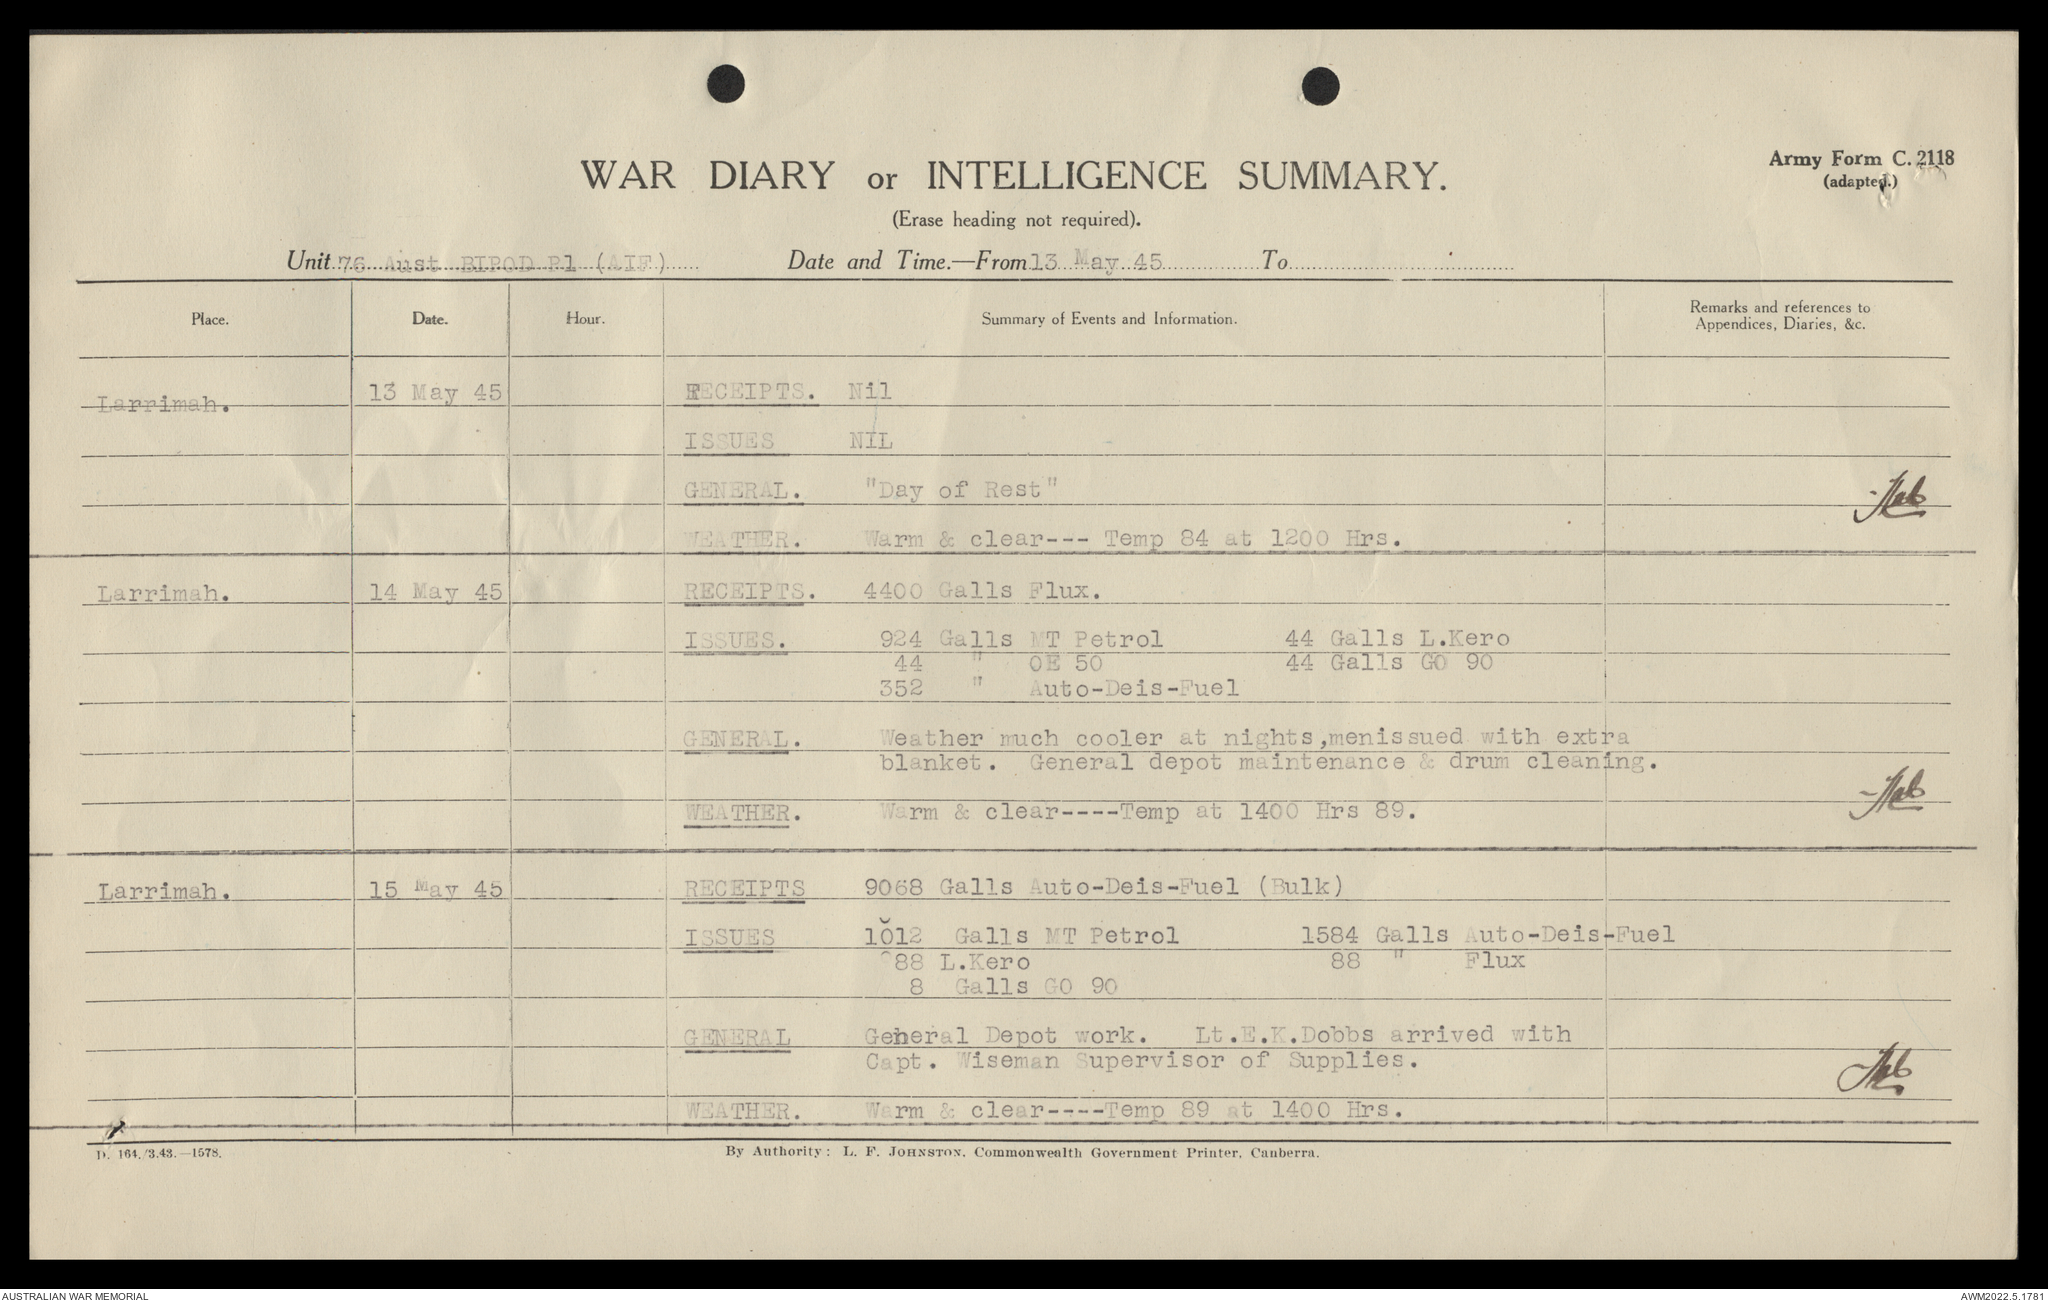 WAR DIARY or INTELLIGENCE SUMMARY.
Army Form C. 2118
(adapted.)
(Erase heading not required).
Unit 76 Aust BIPOD Pl (AIF) Date and Time.—From 13 May 45 To
Place. Date. Hour. Summary of Events and Information. Remarks and references to
Appendices, Diaries, &c.
Larrimah. 13 May 45 RECEIPTS. Nil
ISSUES NIL
GENERAL. "Day of Rest"
WEATHER. Warm & clear--- Temp 84 at 1200 Hrs.
Larrimah. 14 May 45 RECEIPTS. 4400 Galls Flux.
ISSUES. 924 Galls MT Petrol 44 Galls L.Kero
44 " OE 50 44 Galls GO 90
352 " Auto-Deis-Fuel
GENERAL. Weather much cooler at nights,menissued with extra
blanket. General depot maintenance & drum cleaning.
WEATHER. Warm & clear----Temp at 1400 Hrs 89.
Larrimah. 15 May 45 RECEIPTS 9068 Galls Auto-Deis-Fuel (Bulk)
ISSUES 1012 Galls MT Petrol 1584 Galls Auto-Deis-Fuel
88 L.Kero 88 " Flux
8 Galls GO 90
GENERAL General Depot work. Lt.E.K.Dobbs arrived with
Capt. Wiseman Supervisor of Supplies.
WEATHER. Warm & clear----Temp 89 at 1400 Hrs.
D. 164./3.43.—1578. By Authority: L. F. JOHNSTON, Commonwealth Government Printer, Canberra.
AUSTRALIAN WAR MEMORIAL AWM2022.5.1781